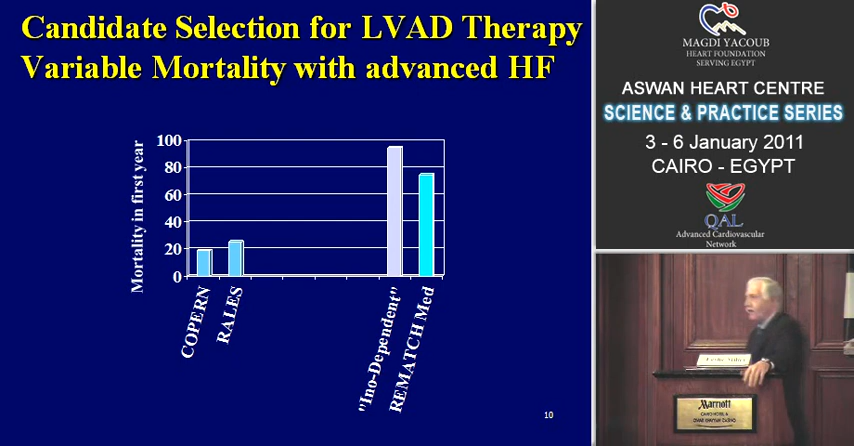 Candidate Selection for LVAD Therapy
Variable Mortality with advanced HF
Mortality in first year
100
80
60
40
20
0
COPERN
RALES
"Ino-Dependent"
REMATCH Med
10
MAGDI YACOUB
HEART FOUNDATION
SERVING EGYPT
ASWAN HEART CENTRE
SCIENCE & PRACTICE SERIES
3 - 6 January 2011
CAIRO - EGYPT
QAL
Advanced Cardiovascular
Network
Marriott